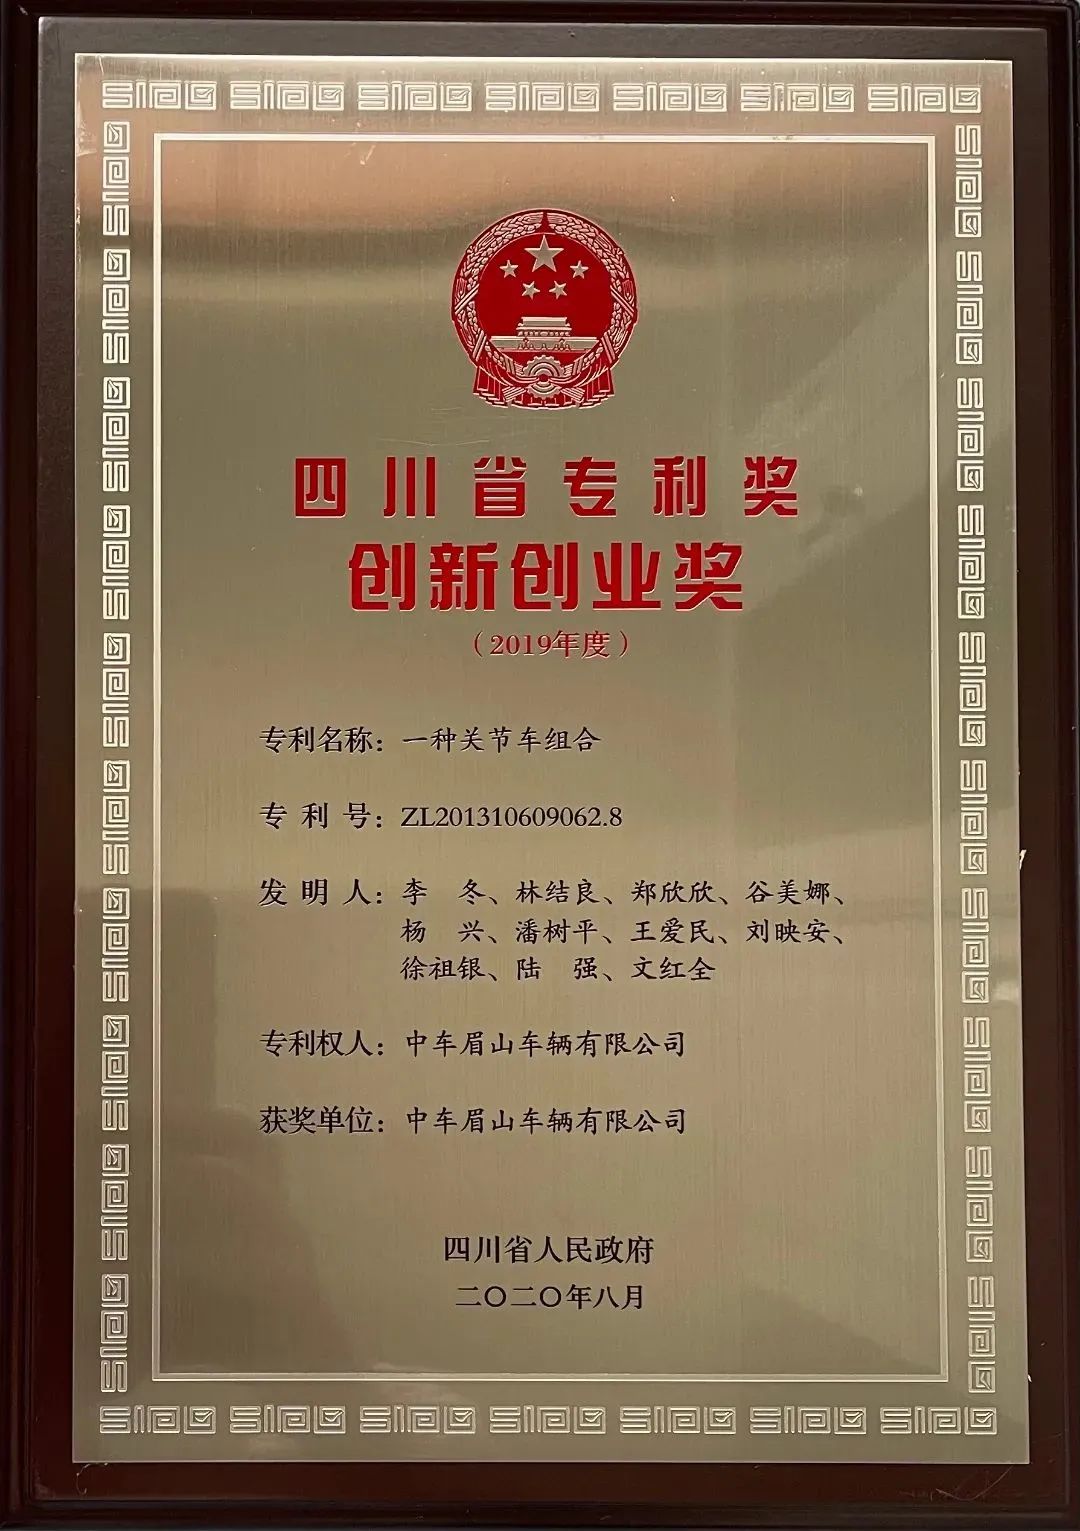 四川省专利奖
创新创业奖
（2019年度）
专利名称：一种关节车组合
专利号：ZL201310609062.8
发明人：李　冬、林结良、郑欣欣、谷美娜、
杨　兴、潘树平、王爱民、刘映安、
徐祖银、陆　强、文红全
专利权人：中车眉山车辆有限公司
获奖单位：中车眉山车辆有限公司
四川省人民政府
二〇二〇年八月